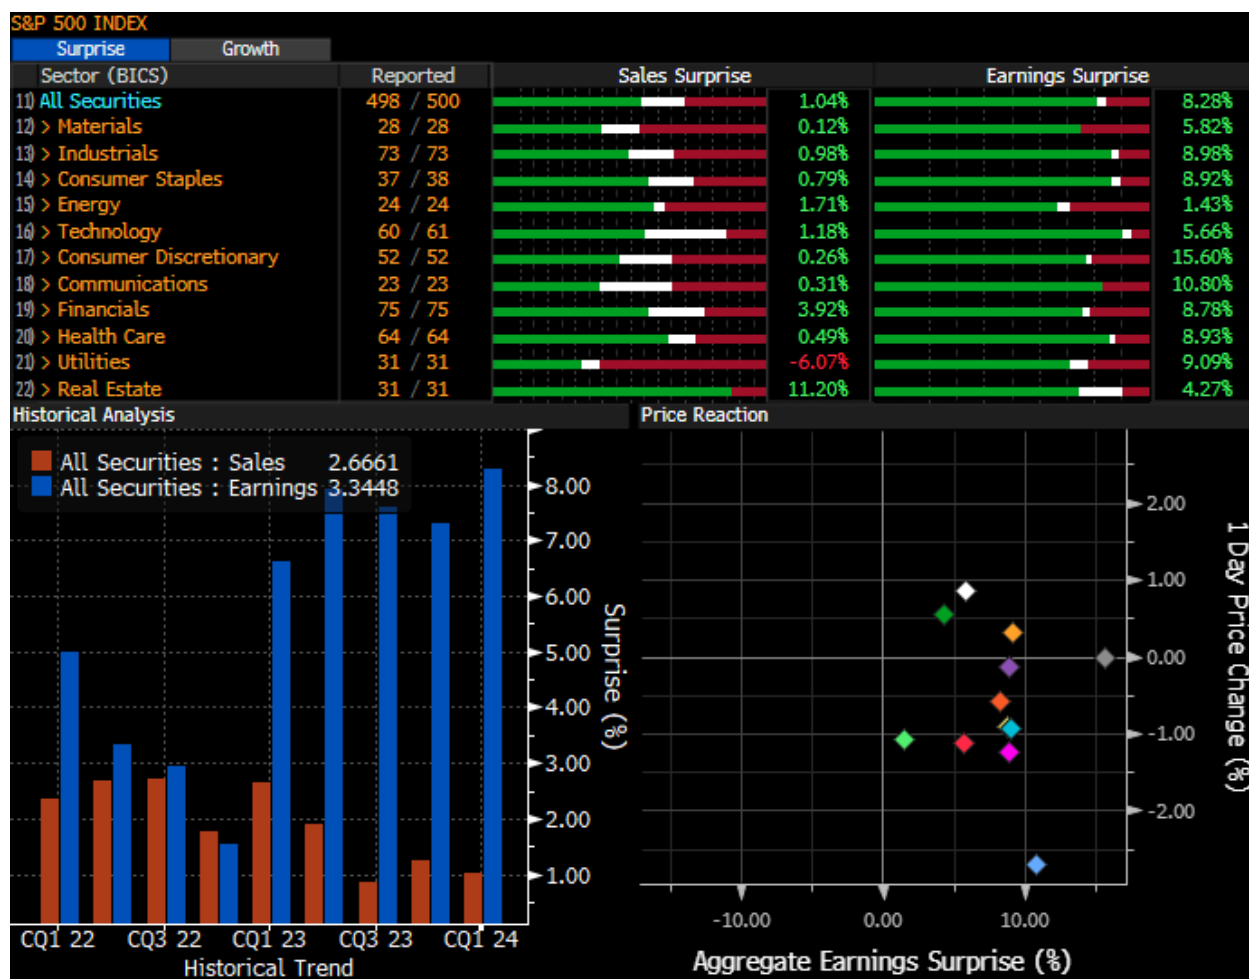 S&P 500 INDEX
Surprise Growth
Sector (BICS) Reported Sales Surprise Earnings Surprise
11) All Securities 498 / 500 1.04% 8.28%
12) > Materials 28 / 28 0.12% 5.82%
13) > Industrials 73 / 73 0.98% 8.98%
14) > Consumer Staples 37 / 38 0.79% 8.92%
15) > Energy 24 / 24 1.71% 1.43%
16) > Technology 60 / 61 1.18% 5.66%
17) > Consumer Discretionary 52 / 52 0.26% 15.60%
18) > Communications 23 / 23 0.31% 10.80%
19) > Financials 75 / 75 3.92% 8.78%
20) > Health Care 64 / 64 0.49% 8.93%
21) > Utilities 31 / 31 -6.07% 9.09%
22) > Real Estate 31 / 31 11.20% 4.27%
Historical Analysis Price Reaction
All Securities : Sales 2.6661
All Securities : Earnings 3.3448
8.00
7.00
6.00
5.00
4.00
3.00
2.00
1.00
Surprise (%)
CQ1 22 CQ3 22 CQ1 23 CQ3 23 CQ1 24
Historical Trend
2.00
1.00
0.00
-1.00
-2.00
1 Day Price Change (%)
-10.00 0.00 10.00
Aggregate Earnings Surprise (%)